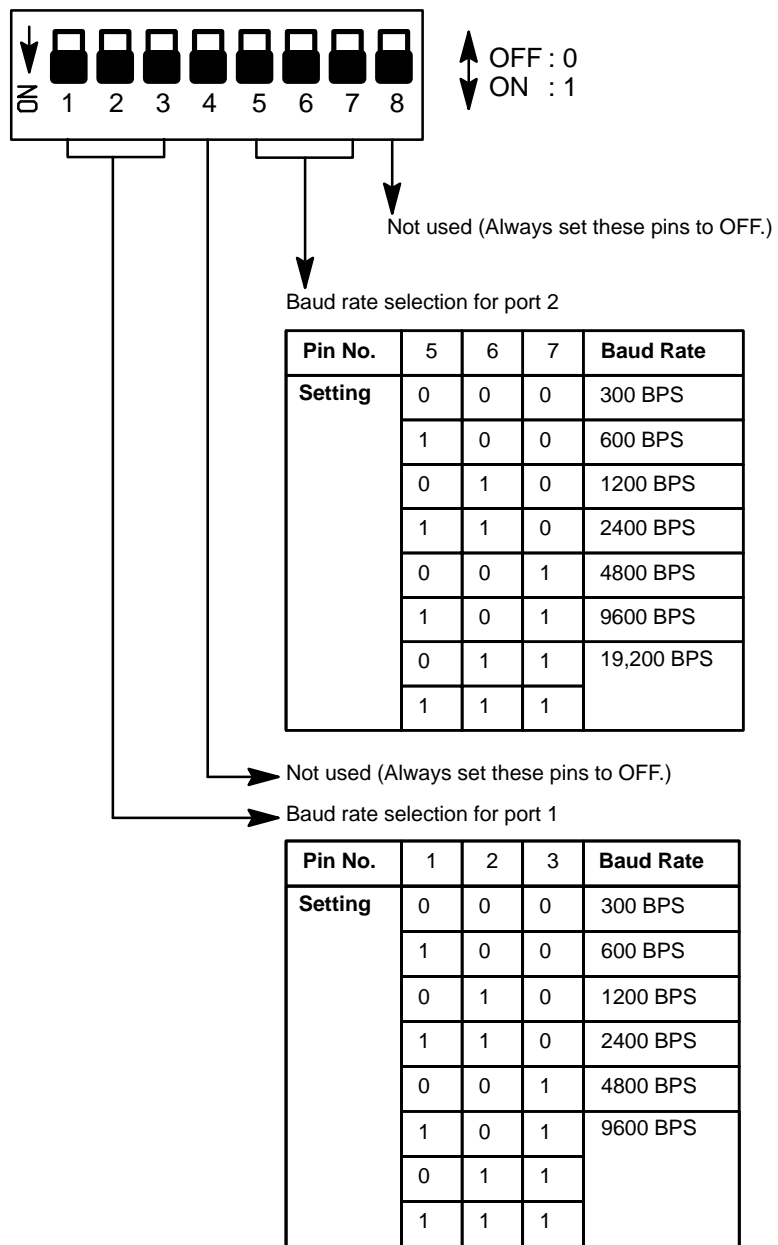 OFF : 0
ON : 1
ON 1 2 3 4 5 6 7 8
Not used (Always set these pins to OFF.)
Baud rate selection for port 2
Pin No. 5 6 7 Baud Rate
Setting 0 0 0 300 BPS
1 0 0 600 BPS
0 1 0 1200 BPS
1 1 0 2400 BPS
0 0 1 4800 BPS
1 0 1 9600 BPS
0 1 1 19,200 BPS
1 1 1
Not used (Always set these pins to OFF.)
Baud rate selection for port 1
Pin No. 1 2 3 Baud Rate
Setting 0 0 0 300 BPS
1 0 0 600 BPS
0 1 0 1200 BPS
1 1 0 2400 BPS
0 0 1 4800 BPS
1 0 1 9600 BPS
0 1 1
1 1 1